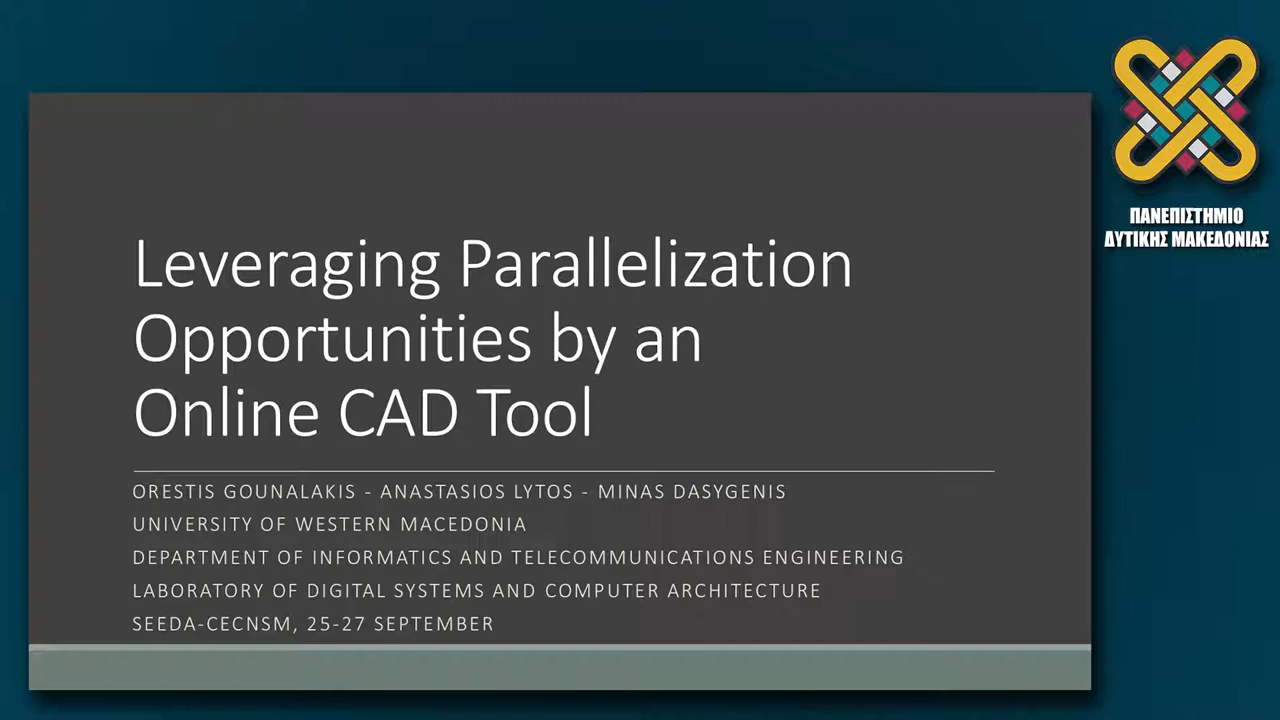 Leveraging Parallelization
Opportunities by an
Online CAD Tool
ORESTIS GOUNALAKIS - ANASTASIOS LYTOS - MINAS DASYGENIS
UNIVERSITY OF WESTERN MACEDONIA
DEPARTMENT OF INFORMATICS AND TELECOMMUNICATIONS ENGINEERING
LABORATORY OF DIGITAL SYSTEMS AND COMPUTER ARCHITECTURE
SEEDA-CECNSM, 25-27 SEPTEMBER
ΠΑΝΕΠΙΣΤΗΜΙΟ
ΔΥΤΙΚΗΣ ΜΑΚΕΔΟΝΙΑΣ